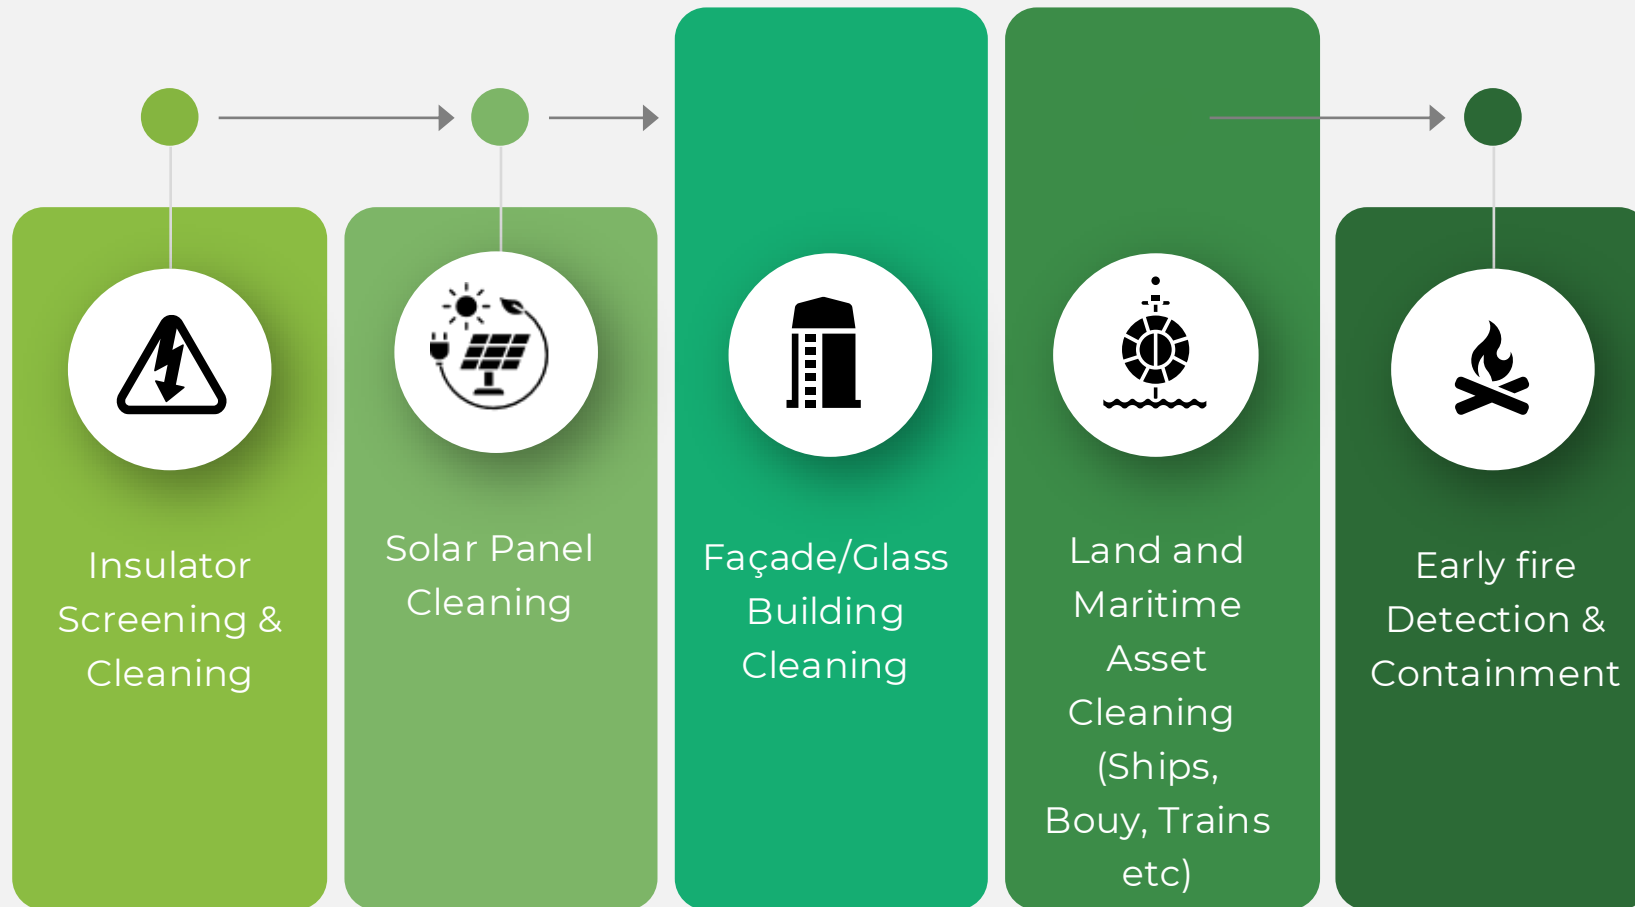 Insulator
Screening &
Cleaning
Solar Panel
Cleaning
Façade/Glass
Building
Cleaning
Land and
Maritime
Asset
Cleaning
(Ships,
Bouy, Trains
etc)
Early fire
Detection &
Containment